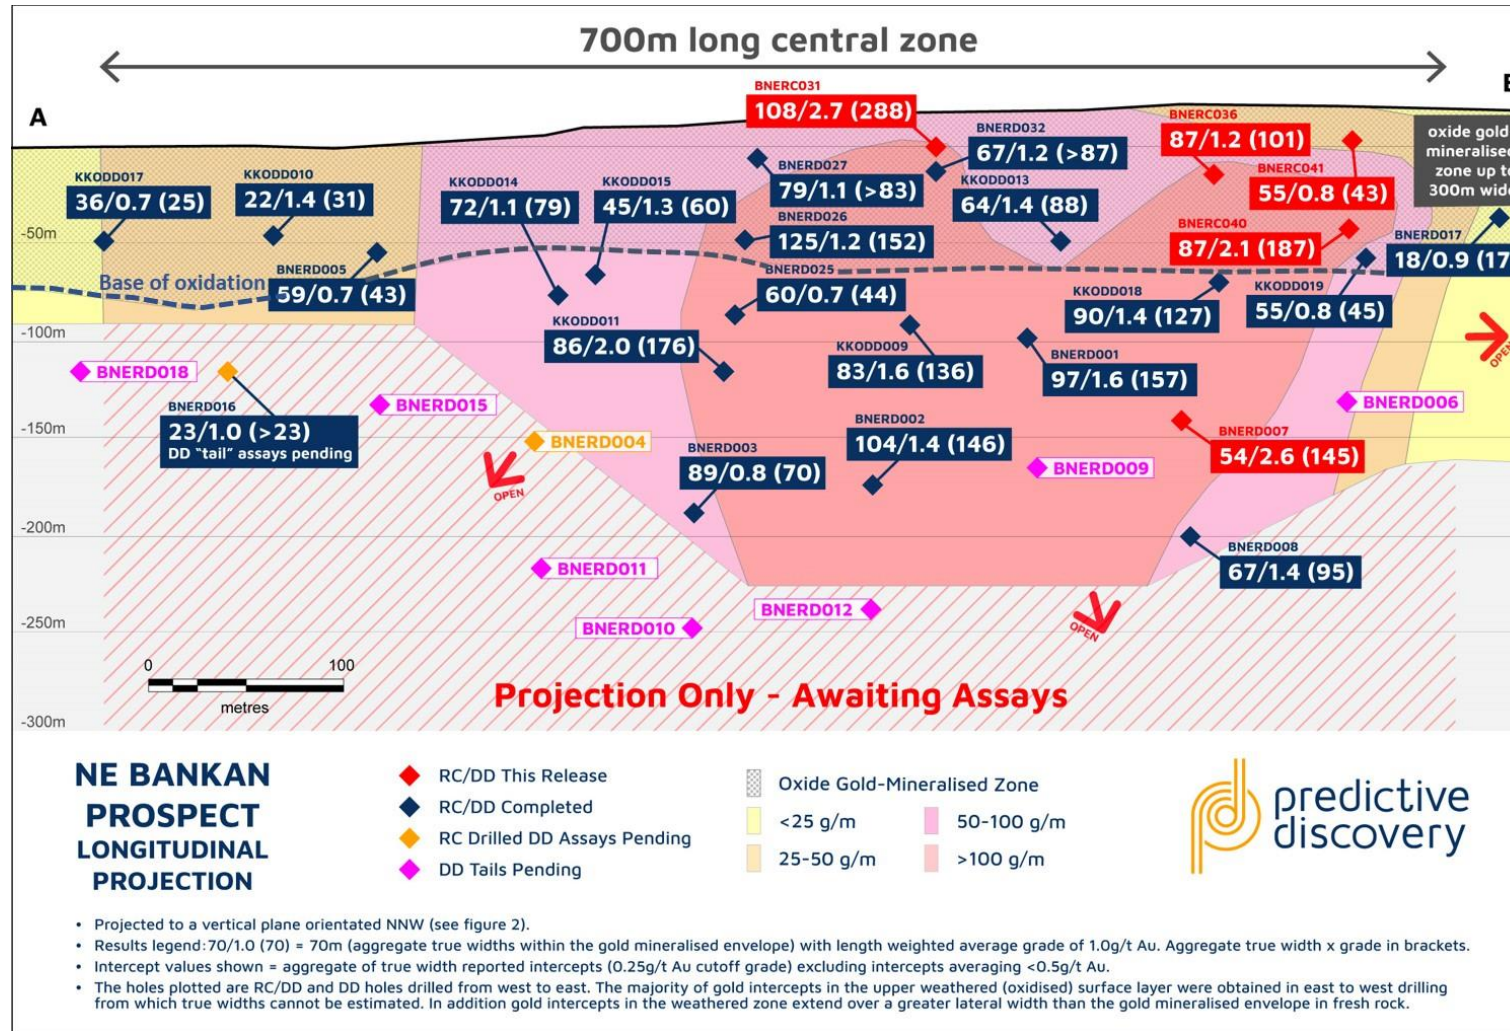 700m long central zone
A
BNERC031
108/2.7 (288)
BNERD032
67/1.2 (>87)
BNERC036
87/1.2 (101)
oxide gold
mineralised
zone up to
300m wide
KKODD017
36/0.7 (25)
KKODD010
22/1.4 (31)
KKODD014
72/1.1 (79)
KKODD015
45/1.3 (60)
BNERD027
79/1.1 (>83)
KKODD013
64/1.4 (88)
BNERC041
55/0.8 (43)
BNERD026
125/1.2 (152)
BNERC040
87/2.1 (187)
BNERD017
18/0.9 (17
-50m
Base of oxidation
BNERD005
59/0.7 (43)
BNERD025
60/0.7 (44)
KKODD018
90/1.4 (127)
KKODD019
55/0.8 (45)
-100m
KKODD011
86/2.0 (176)
KKODD009
83/1.6 (136)
BNERD001
97/1.6 (157)
OPEN
BNERD018
BNERD016
23/1.0 (>23)
DD "tail" assays pending
BNERD015
BNERD006
-150m
BNERD004
OPEN
BNERD003
89/0.8 (70)
BNERD002
104/1.4 (146)
BNERD009
BNERD007
54/2.6 (145)
-200m
BNERD008
67/1.4 (95)
BNERD011
BNERD012
BNERD010
OPEN
-250m
0 100
metres
Projection Only - Awaiting Assays
-300m
NE BANKAN
PROSPECT
LONGITUDINAL
PROJECTION
RC/DD This Release
RC/DD Completed
RC Drilled DD Assays Pending
DD Tails Pending
Oxide Gold-Mineralised Zone
<25 g/m
50-100 g/m
25-50 g/m
>100 g/m
predictive
discovery
• Projected to a vertical plane orientated NNW (see figure 2).
• Results legend:70/1.0 (70) = 70m (aggregate true widths within the gold mineralised envelope) with length weighted average grade of 1.0g/t Au. Aggregate true width x grade in brackets.
• Intercept values shown = aggregate of true width reported intercepts (0.25g/t Au cutoff grade) excluding intercepts averaging <0.5g/t Au.
• The holes plotted are RC/DD and DD holes drilled from west to east. The majority of gold intercepts in the upper weathered (oxidised) surface layer were obtained in east to west drilling
from which true widths cannot be estimated. In addition gold intercepts in the weathered zone extend over a greater lateral width than the gold mineralised envelope in fresh rock.